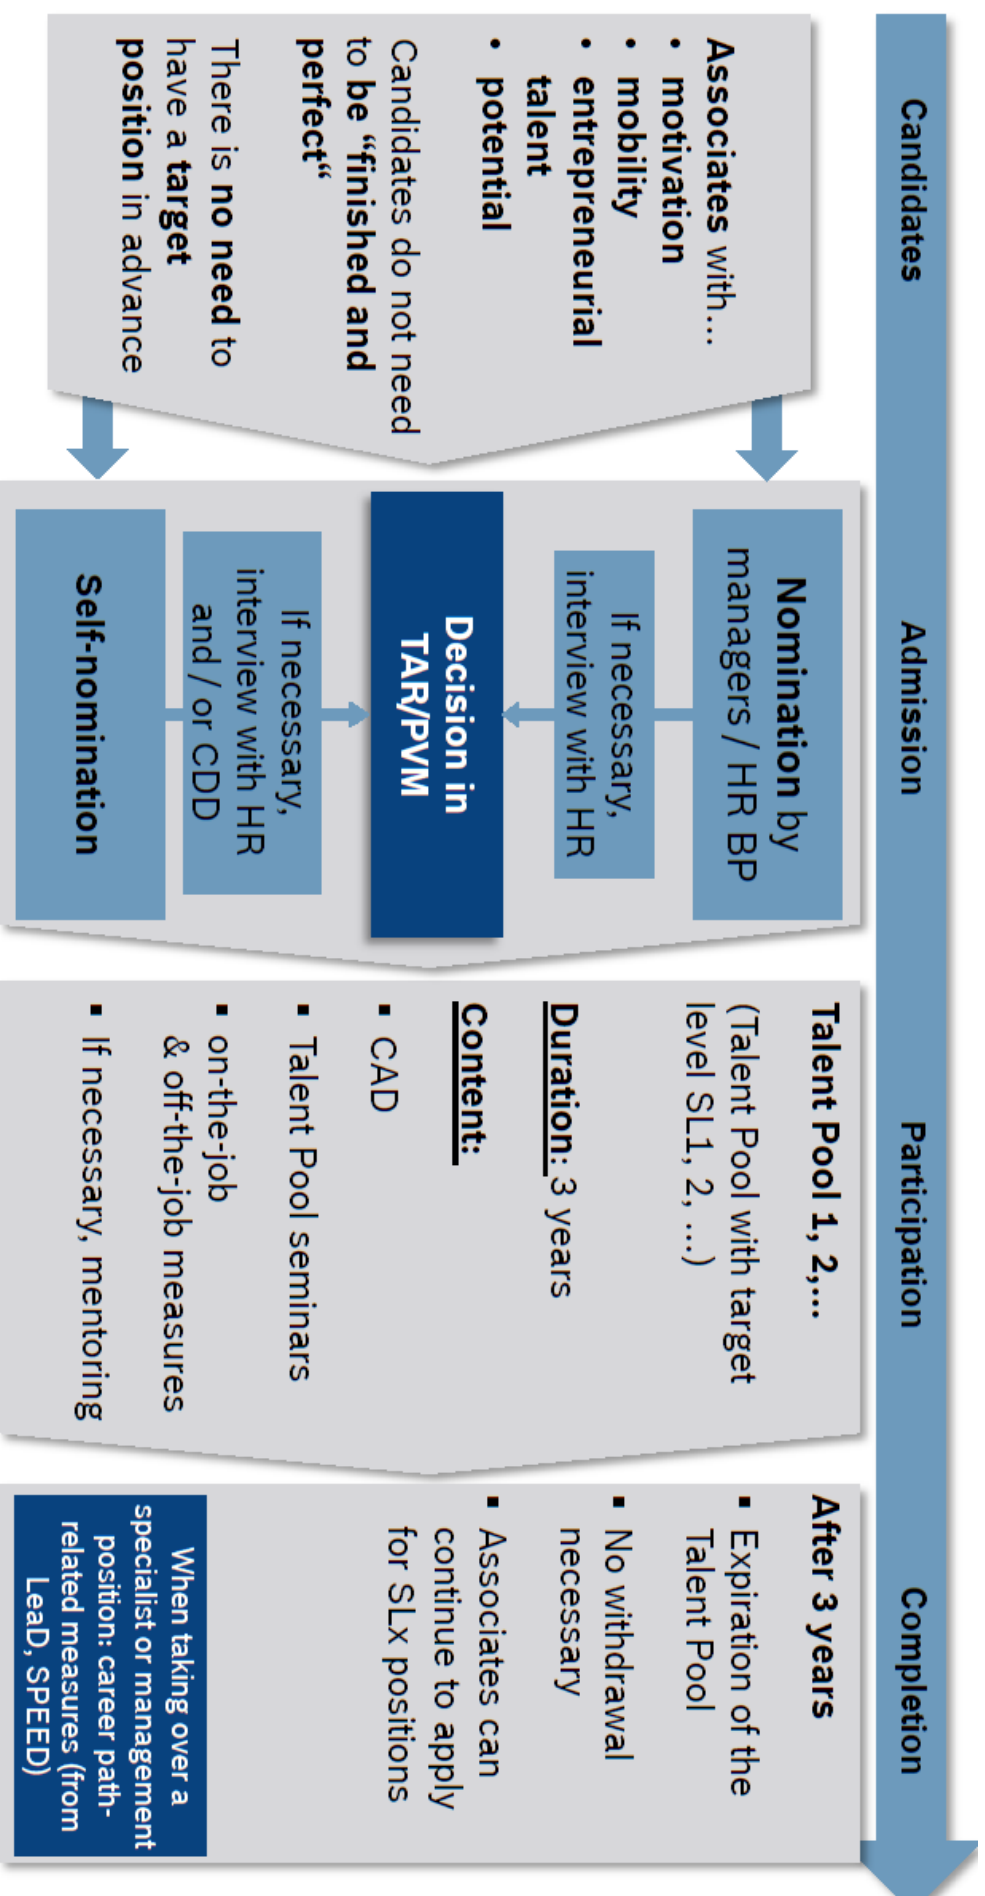 Candidates
Admission
Participation
Completion
Associates with...
• motivation
• mobility
• entrepreneurial
talent
• potential
Candidates do not need
to be “finished and
perfect“
There is no need to
have a target
position in advance
Nomination by
managers / HR BP
If necessary,
interview with HR
Decision in
TAR/PVM
If necessary,
interview with HR
and / or CDD
Self-nomination
Talent Pool 1, 2,...
(Talent Pool with target
level SL1, 2, ...)
Duration: 3 years
Content:
▪ CAD
▪ Talent Pool seminars
▪ on-the-job
& off-the-job measures
▪ If necessary, mentoring
After 3 years
▪ Expiration of the
Talent Pool
▪ No withdrawal
necessary
▪ Associates can
continue to apply
for SLx positions
When taking over a
specialist or management
position: career path-
related measures (from
LeaD, SPEED)